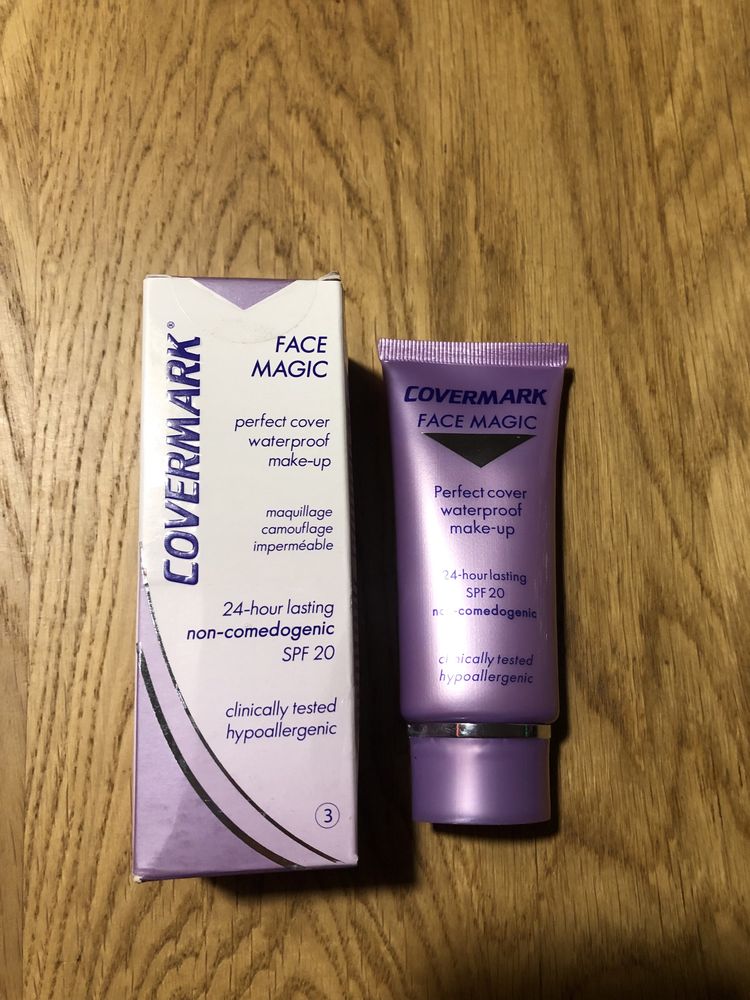 COVERMARK®
FACE
MAGIC
perfect cover
waterproof
make-up
maquillage
camouflage
imperméable
24-hour lasting
non-comedogenic
SPF 20
clinically tested
hypoallergenic
3
COVERMARK
FACE MAGIC
Perfect cover
waterproof
make-up
24-hour lasting
SPF 20
non-comedogenic
clinically tested
hypoallergenic